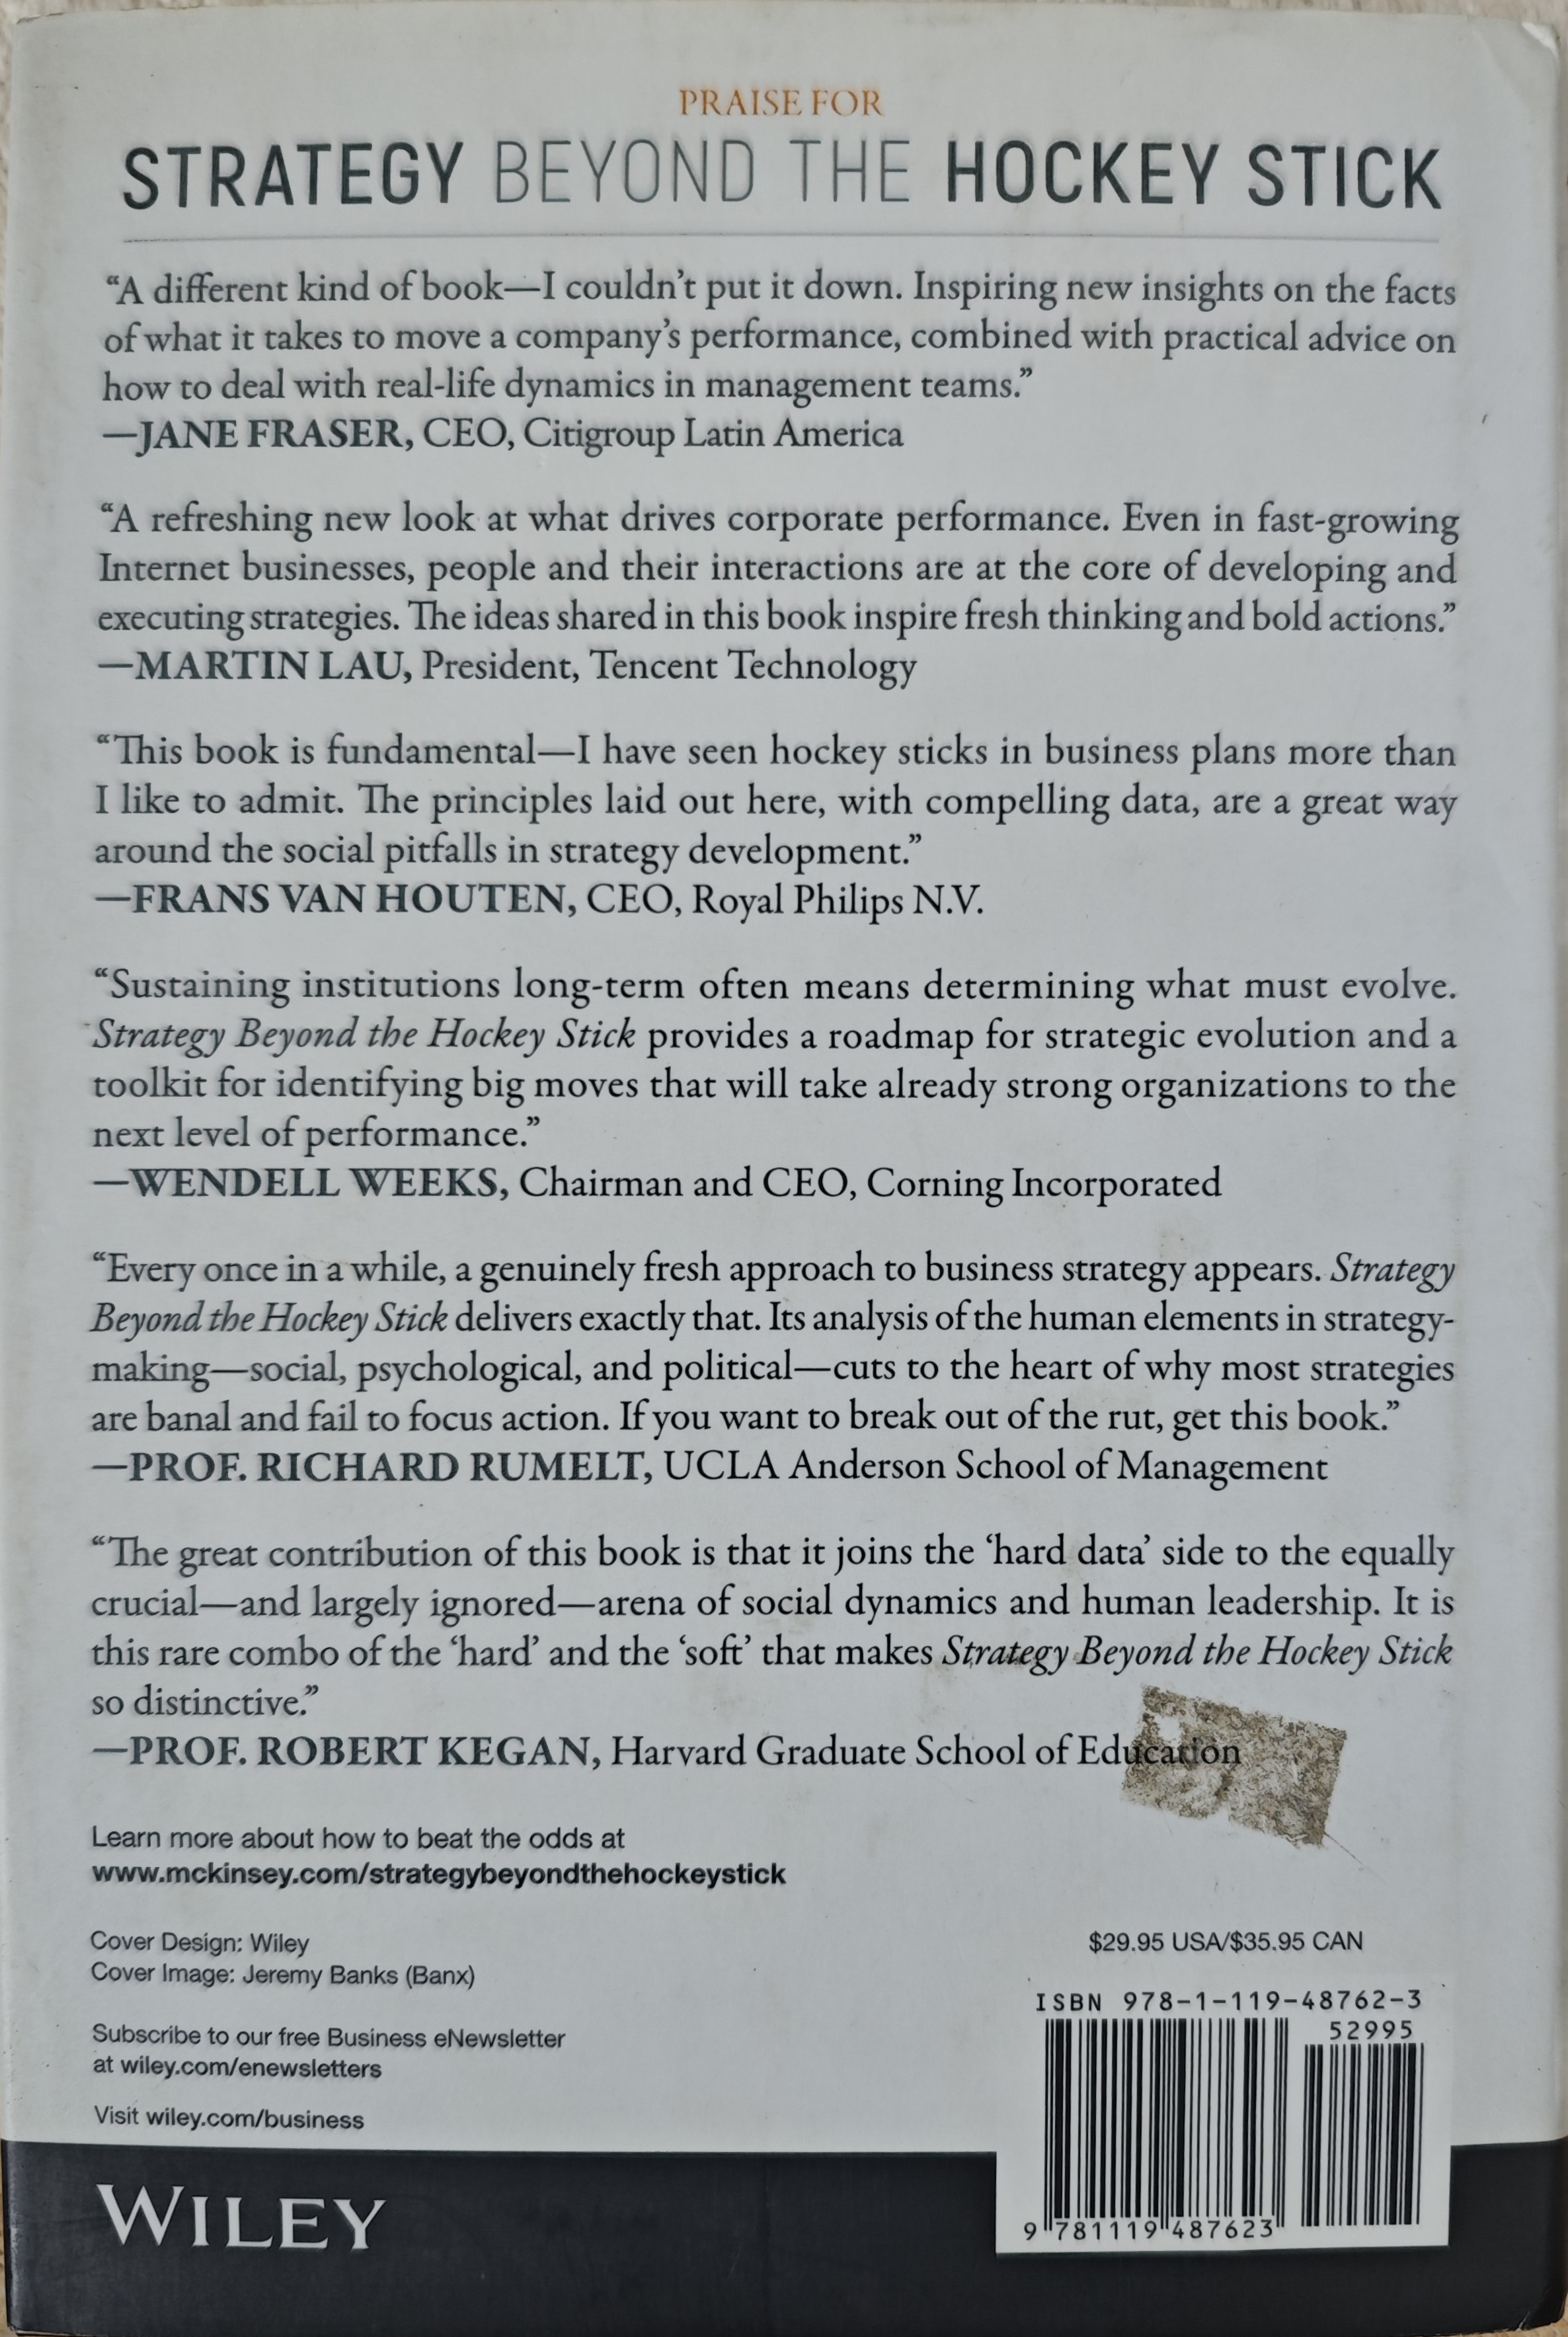 PRAISE FOR
STRATEGY BEYOND THE HOCKEY STICK
“A different kind of book—I couldn’t put it down. Inspiring new insights on the facts
of what it takes to move a company’s performance, combined with practical advice on
how to deal with real-life dynamics in management teams.”
—JANE FRASER, CEO, Citigroup Latin America
“A refreshing new look at what drives corporate performance. Even in fast-growing
Internet businesses, people and their interactions are at the core of developing and
executing strategies. The ideas shared in this book inspire fresh thinking and bold actions.”
—MARTIN LAU, President, Tencent Technology
“This book is fundamental—I have seen hockey sticks in business plans more than
I like to admit. The principles laid out here, with compelling data, are a great way
around the social pitfalls in strategy development.”
—FRANS VAN HOUTEN, CEO, Royal Philips N.V.
“Sustaining institutions long-term often means determining what must evolve.
Strategy Beyond the Hockey Stick provides a roadmap for strategic evolution and a
toolkit for identifying big moves that will take already strong organizations to the
next level of performance.”
—WENDELL WEEKS, Chairman and CEO, Corning Incorporated
“Every once in a while, a genuinely fresh approach to business strategy appears. Strategy
Beyond the Hockey Stick delivers exactly that. Its analysis of the human elements in strategy-
making—social, psychological, and political—cuts to the heart of why most strategies
are banal and fail to focus action. If you want to break out of the rut, get this book.”
—PROF. RICHARD RUMELT, UCLA Anderson School of Management
“The great contribution of this book is that it joins the ‘hard data’ side to the equally
crucial—and largely ignored—arena of social dynamics and human leadership. It is
this rare combo of the ‘hard’ and the ‘soft’ that makes Strategy Beyond the Hockey Stick
so distinctive.”
—PROF. ROBERT KEGAN, Harvard Graduate School of Education
Learn more about how to beat the odds at
www.mckinsey.com/strategybeyondthehockeystick
Cover Design: Wiley
Cover Image: Jeremy Banks (Banx)
Subscribe to our free Business eNewsletter
at wiley.com/enewsletters
Visit wiley.com/business
WILEY
$29.95 USA/$35.95 CAN
ISBN 978-1-119-48762-3
52995
9 781119 487623